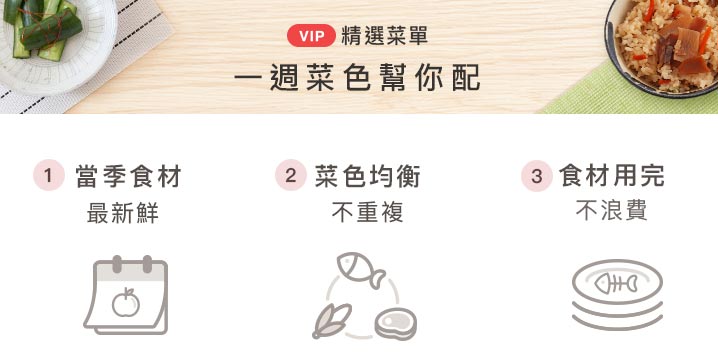 VIP 精選菜單
一週菜色幫你配
1 當季食材
最新鮮
2 菜色均衡
不重複
3 食材用完
不浪費